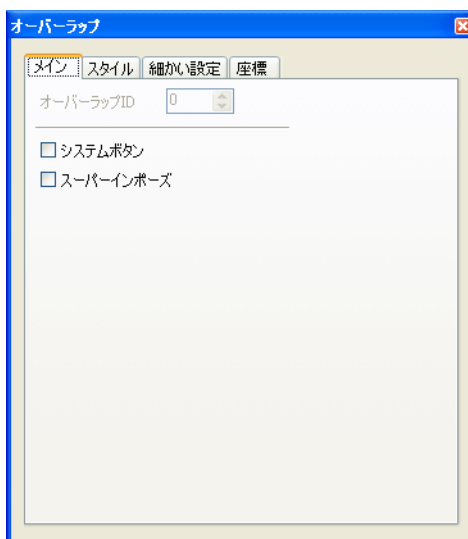 オーバーラップ
メイン スタイル 細かい設定 座標
オーバーラップID 0
システムボタン
スーパーインポーズ